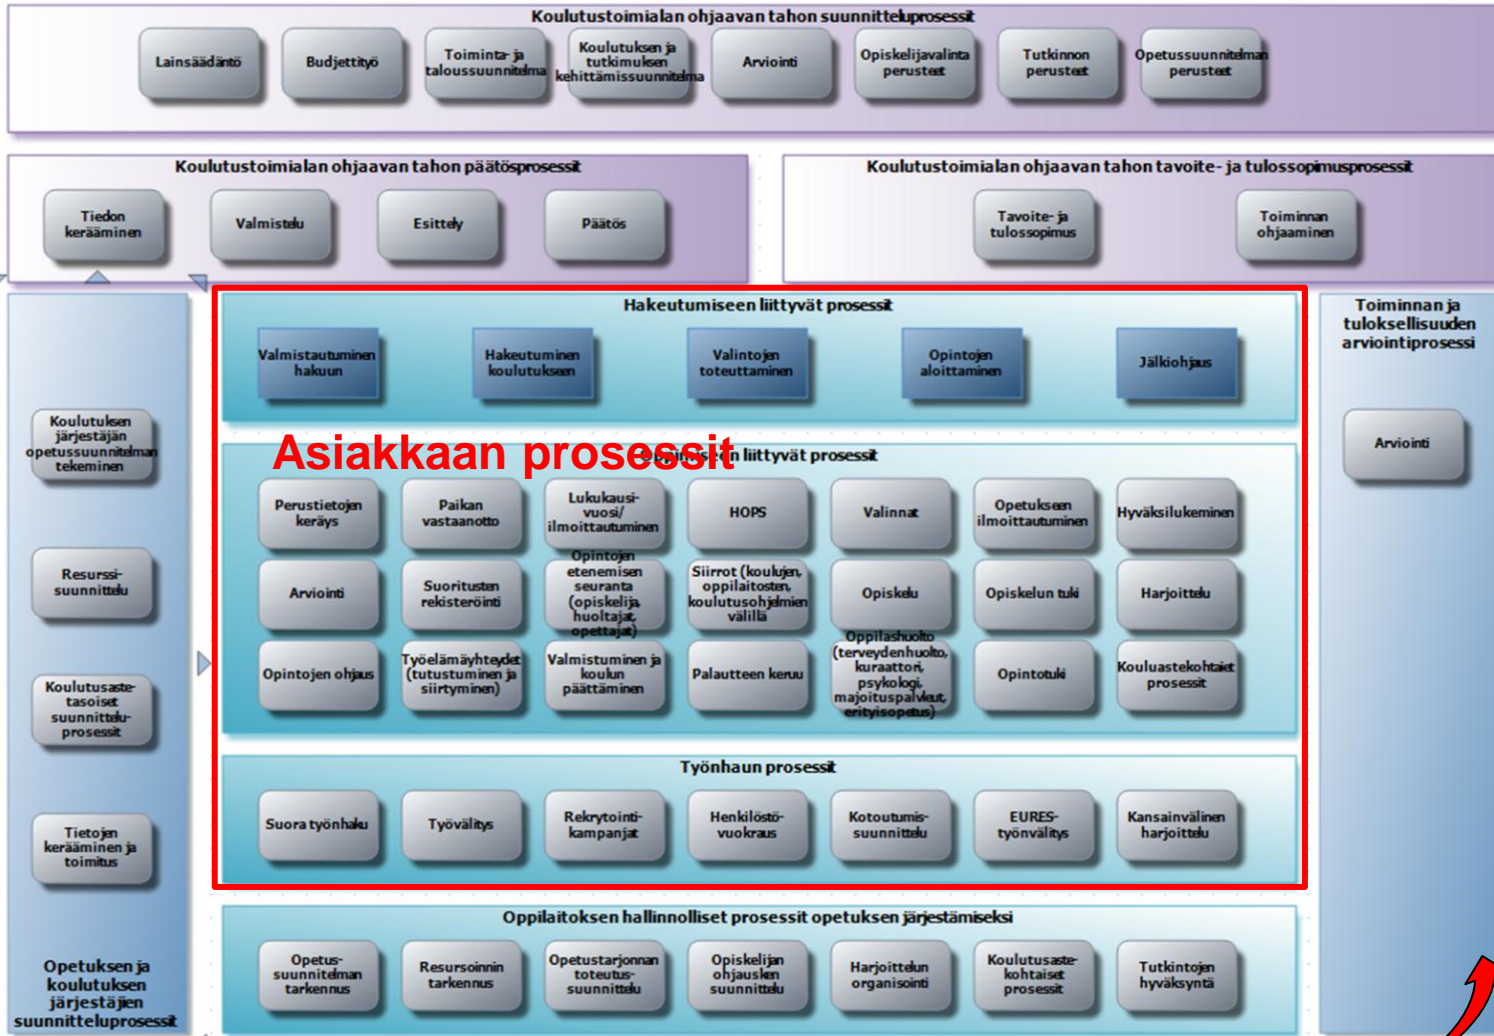 Koulutustoimialan ohjaavan tahon suunnitteluprosessit
Lainsäädäntö
Budjettityö
Toiminta- ja
taloussuunnitelma
Koulutuksen ja
tutkimuksen
kehittämissuunnitelma
Arviointi
Opiskelijavalinta
perusteet
Tutkinnon
perusteet
Opetussuunnitelman
perusteet
Koulutustoimialan ohjaavan tahon päätösprosessit
Tiedon
kerääminen
Valmistelu
Esittely
Päätös
Koulutustoimialan ohjaavan tahon tavoite- ja tulossopimusprosessit
Tavoite- ja
tulossopimus
Toiminnan
ohjaaminen
Koulutuksen
järjestäjän
opetussuunnitelman
tekeminen
Resurssi-
suunnittelu
Koulutusaste-
tasoiset
suunnittelu-
prosessit
Tietojen
kerääminen ja
toimitus
Opetuksen ja
koulutuksen
järjestäjien
suunnitteluprosessit
Hakeutumiseen liittyvät prosessit
Valmistautuminen
hakuun
Hakeutuminen
koulutukseen
Valintojen
toteuttaminen
Opintojen
aloittaminen
Jälkiohjaus
Asiakkaan prosessit
Oppimiseen liittyvät prosessit
Perustietojen
keräys
Paikan
vastaanotto
Lukukausi-
vuosi/
ilmoittautuminen
HOPS
Valinnat
Opetukseen
ilmoittautuminen
Hyväksilukeminen
Arviointi
Suoritusten
rekisteröinti
Opintojen
etenemisen
seuranta
(opiskelija,
huoltajat,
opettajat)
Siirrot (koulujen,
oppilaitosten,
koulutusohjelmien
välillä
Opiskelu
Opiskelun tuki
Harjoittelu
Opintojen ohjaus
Työelämäyhteydet
(tutustuminen ja
siirtyminen)
Valmistuminen ja
koulun
päättäminen
Palautteen keruu
Oppilashuolto
(terveydenhuolto,
kuraattori,
psykologi,
majoituspalvleut,
erityisopetus)
Opintotuki
Kouluastekohtaiet
prosessit
Työnhaun prosessit
Suora työnhaku
Työvälitys
Rekrytointi-
kampanjat
Henkilöstö-
vuokraus
Kotoutumis-
suunnittelu
EURES-
työnvälitys
Kansainvälinen
harjoittelu
Oppilaitoksen hallinnolliset prosessit opetuksen järjestämiseksi
Opetus-
suunnitelman
tarkennus
Resursoinnin
tarkennus
Opetustarjonnan
toteutus-
suunnittelu
Opiskelijan
ohjausken
suunnittelu
Harjoittelun
organisointi
Koulutusaste-
kohtaiset
prosessit
Tutkintojen
hyväksyntä
Toiminnan ja
tuloksellisuuden
arviointiprosessi
Arviointi